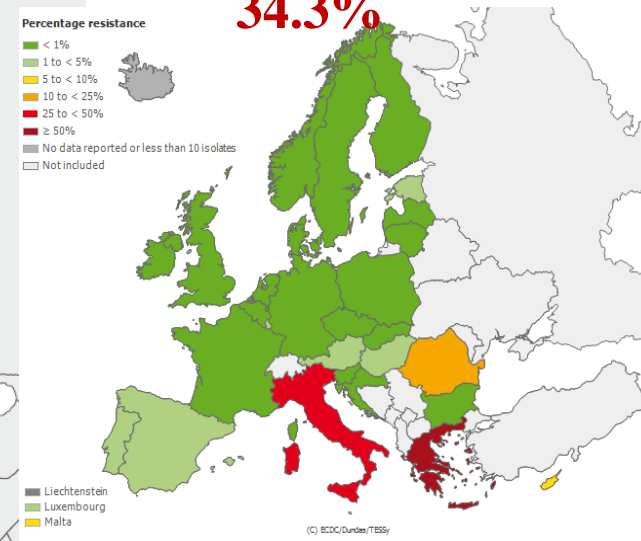 34.3%
Percentage resistance
< 1%
1 to < 5%
5 to < 10%
10 to < 25%
25 to < 50%
≥ 50%
No data reported or less than 10 isolates
Not included
Liechtenstein
Luxembourg
Malta
(C) ECDC/Dundas/TESSy